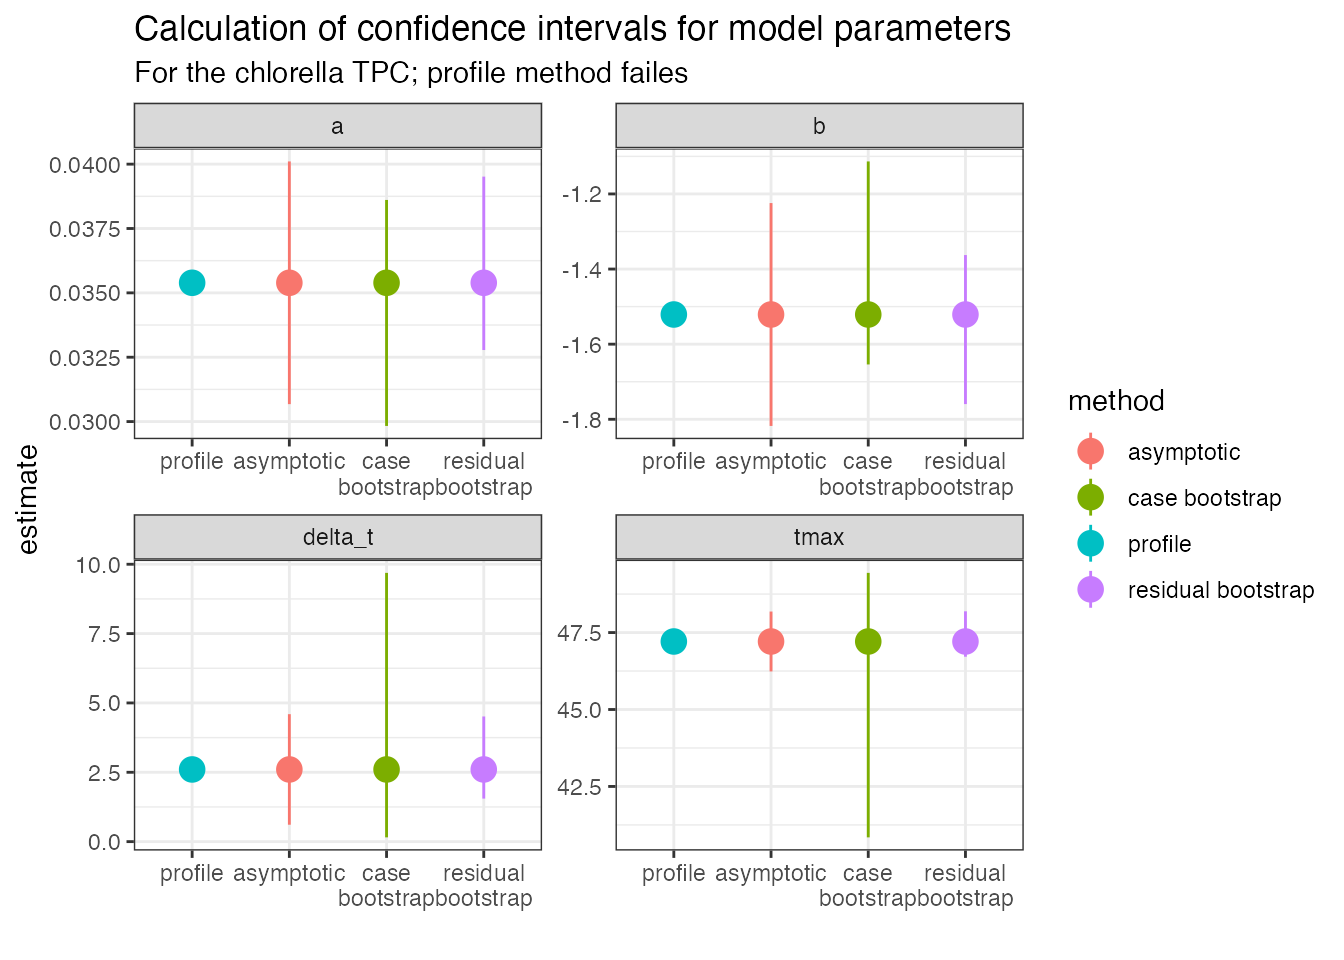 Calculation of confidence intervals for model parameters
For the chlorella TPC; profile method failes
a
b
0.0400
0.0375
0.0350
0.0325
0.0300
-1.2
-1.4
-1.6
-1.8
profile asymptotic case bootstrap residual bootstrap
profile asymptotic case bootstrap residual bootstrap
estimate
delta_t
tmax
10.0
7.5
5.0
2.5
0.0
47.5
45.0
42.5
profile asymptotic case bootstrap residual bootstrap
profile asymptotic case bootstrap residual bootstrap
method
asymptotic
case bootstrap
profile
residual bootstrap